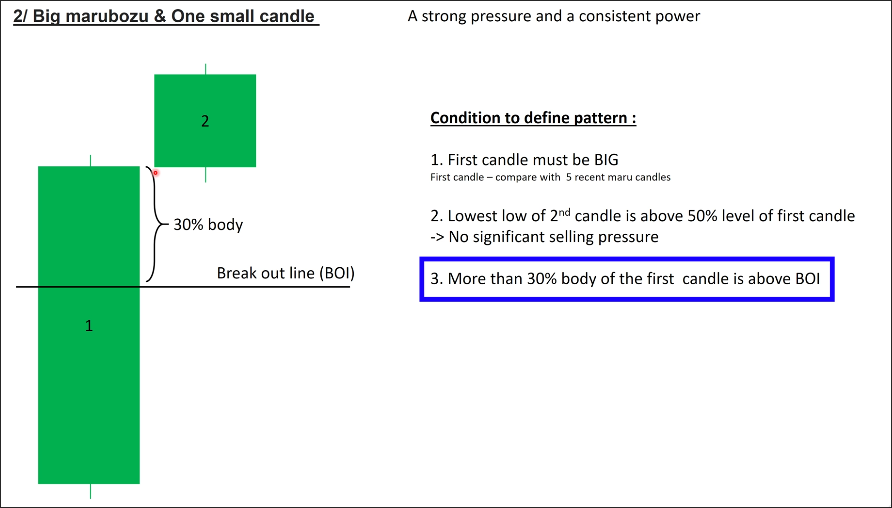 2/ Big marubozu & One small candle
A strong pressure and a consistent power
2
Condition to define pattern :
1. First candle must be BIG
First candle – compare with 5 recent maru candles
30% body
2. Lowest low of 2nd candle is above 50% level of first candle
-> No significant selling pressure
Break out line (BOI)
3. More than 30% body of the first candle is above BOI
1